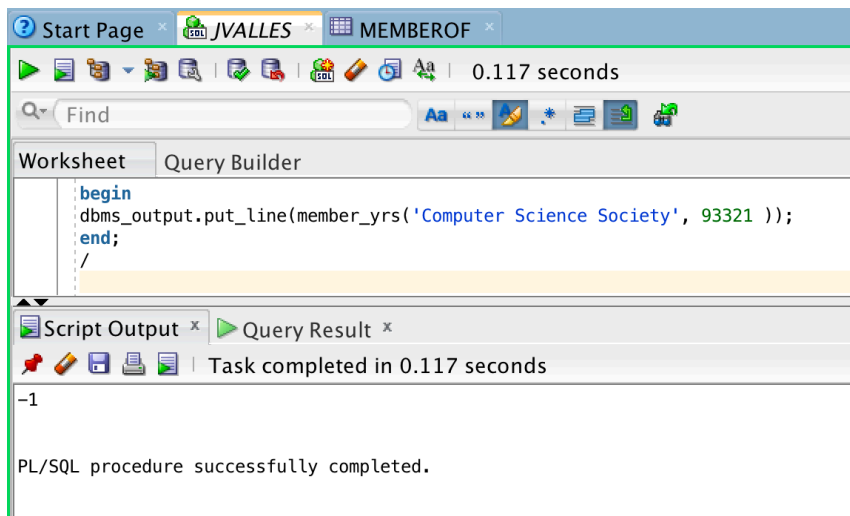 Start Page JVALLES MEMBEROF
0.117 seconds
Find
Worksheet Query Builder
begin
dbms_output.put_line(member_yrs('Computer Science Society', 93321 ));
end;
/
Script Output x Query Result x
Task completed in 0.117 seconds
-1
PL/SQL procedure successfully completed.